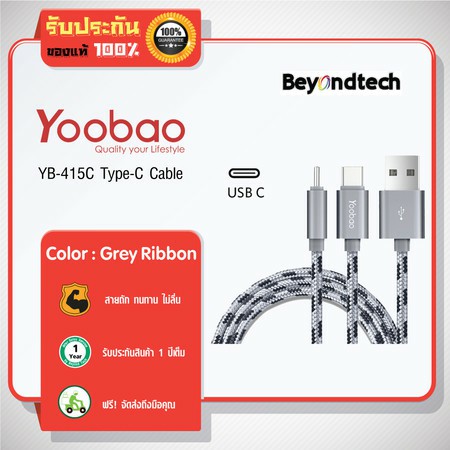 รับประกัน
ของแท้ 100%
100%
GUARANTEE
Beyondtech
Yoobao
Quality your Lifestyle
YB-415C Type-C Cable
USB C
Yoobao
Color : Grey Ribbon
สายถัก ทนทาน ไม่ลื่น
1
Year
รับประกันสินค้า 1 ปีเต็ม
ฟรี! จัดส่งถึงมือคุณ